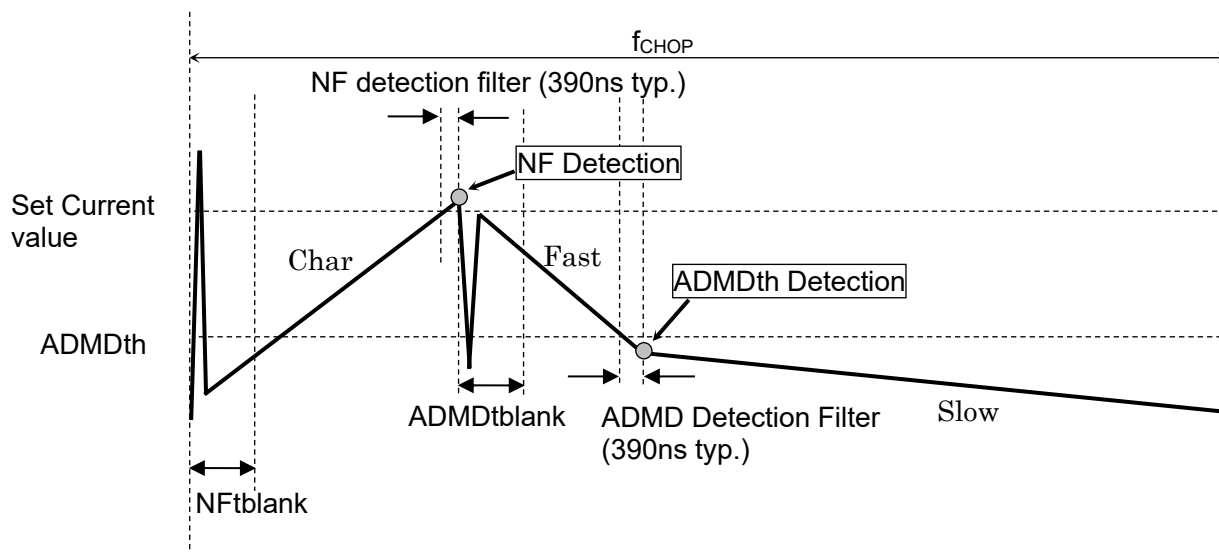 fCHOP
NF detection filter (390ns typ.)
NF Detection
Set Current
value
Char
Fast
ADMDth Detection
ADMDth
ADMDtblank
ADMD Detection Filter
(390ns typ.)
Slow
NFtblank